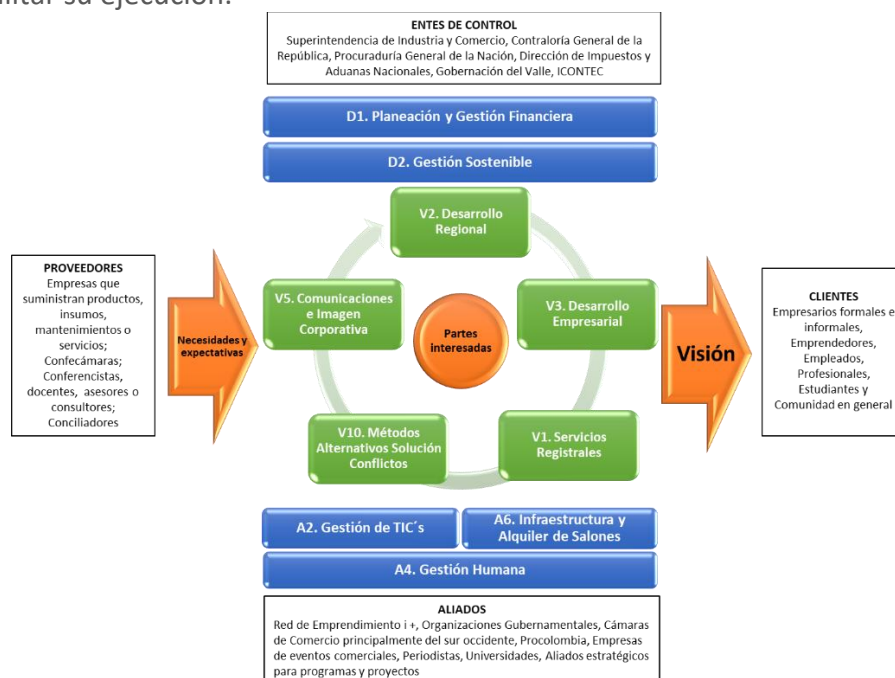 su ejecución.
ENTES DE CONTROL
Superintendencia de Industria y Comercio, Contraloría General de la
República, Procuraduría General de la Nación, Dirección de Impuestos y
Aduanas Nacionales, Gobernación del Valle, ICONTEC
D1. Planeación y Gestión Financiera
D2. Gestión Sostenible
V2. Desarrollo
Regional
PROVEEDORES
Empresas que
suministran productos,
insumos,
mantenimientos o
servicios;
Confecámaras;
Conferencistas,
docentes, asesores o
consultores;
Conciliadores
Necesidades y
expectativas
V5. Comunicaciones
e Imagen
Corporativa
Partes
interesadas
V3. Desarrollo
Empresarial
Visión
CLIENTES
Empresarios formales e
informales,
Emprendedores,
Empleados,
Profesionales,
Estudiantes y
Comunidad en general
V10. Métodos
Alternativos Solución
Conflictos
V1. Servicios
Registrales
A2. Gestión de TIC´s
A6. Infraestructura y
Alquiler de Salones
A4. Gestión Humana
ALIADOS
Red de Emprendimiento i +, Organizaciones Gubernamentales, Cámaras
de Comercio principalmente del sur occidente, Procolombia, Empresas
de eventos comerciales, Periodistas, Universidades, Aliados estratégicos
para programas y proyectos